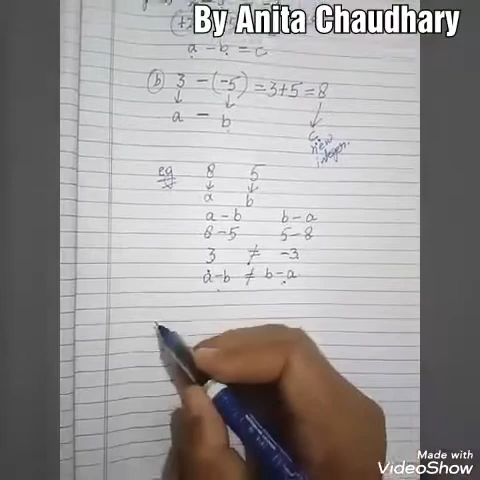 By Anita Chaudhary
a - b = c
(b) 3 - (-5) = 3+5 = 8
a - b
c
new
integer.
eg 8 5
a b
a - b b - a
8 - 5 5 - 8
3 ≠ -3
a - b ≠ b - a
Made with
VideoShow